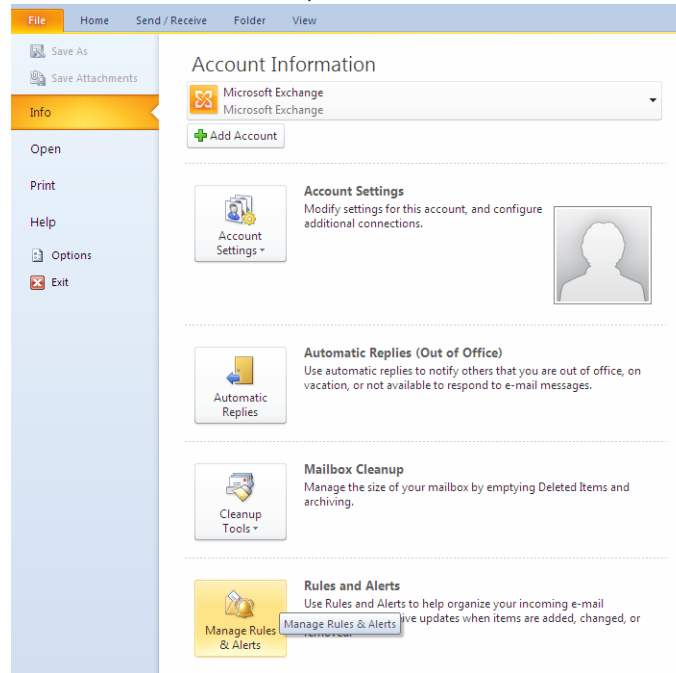 File Home Send / Receive Folder View
Save As
Save Attachments
Info
Open
Print
Help
Options
Exit
Account Information
Microsoft Exchange
Microsoft Exchange
Add Account
Account Settings
Account Settings
Modify settings for this account, and configure
additional connections.
Automatic
Replies
Automatic Replies (Out of Office)
Use automatic replies to notify others that you are out of office, on
vacation, or not available to respond to e-mail messages.
Cleanup
Tools
Mailbox Cleanup
Manage the size of your mailbox by emptying Deleted Items and
archiving.
Manage Rules
& Alerts
Rules and Alerts
Use Rules and Alerts to help organize your incoming e-mail
Manage Rules & Alerts
updates when items are added, changed, or